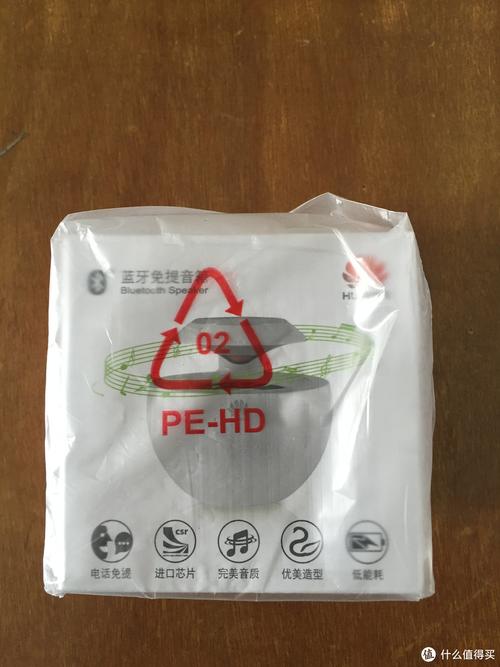 蓝牙免提音箱
Bluetooth Speaker
02
PE-HD
csr
电话免提
进口芯片
完美音质
优美造型
低能耗
值 什么值得买